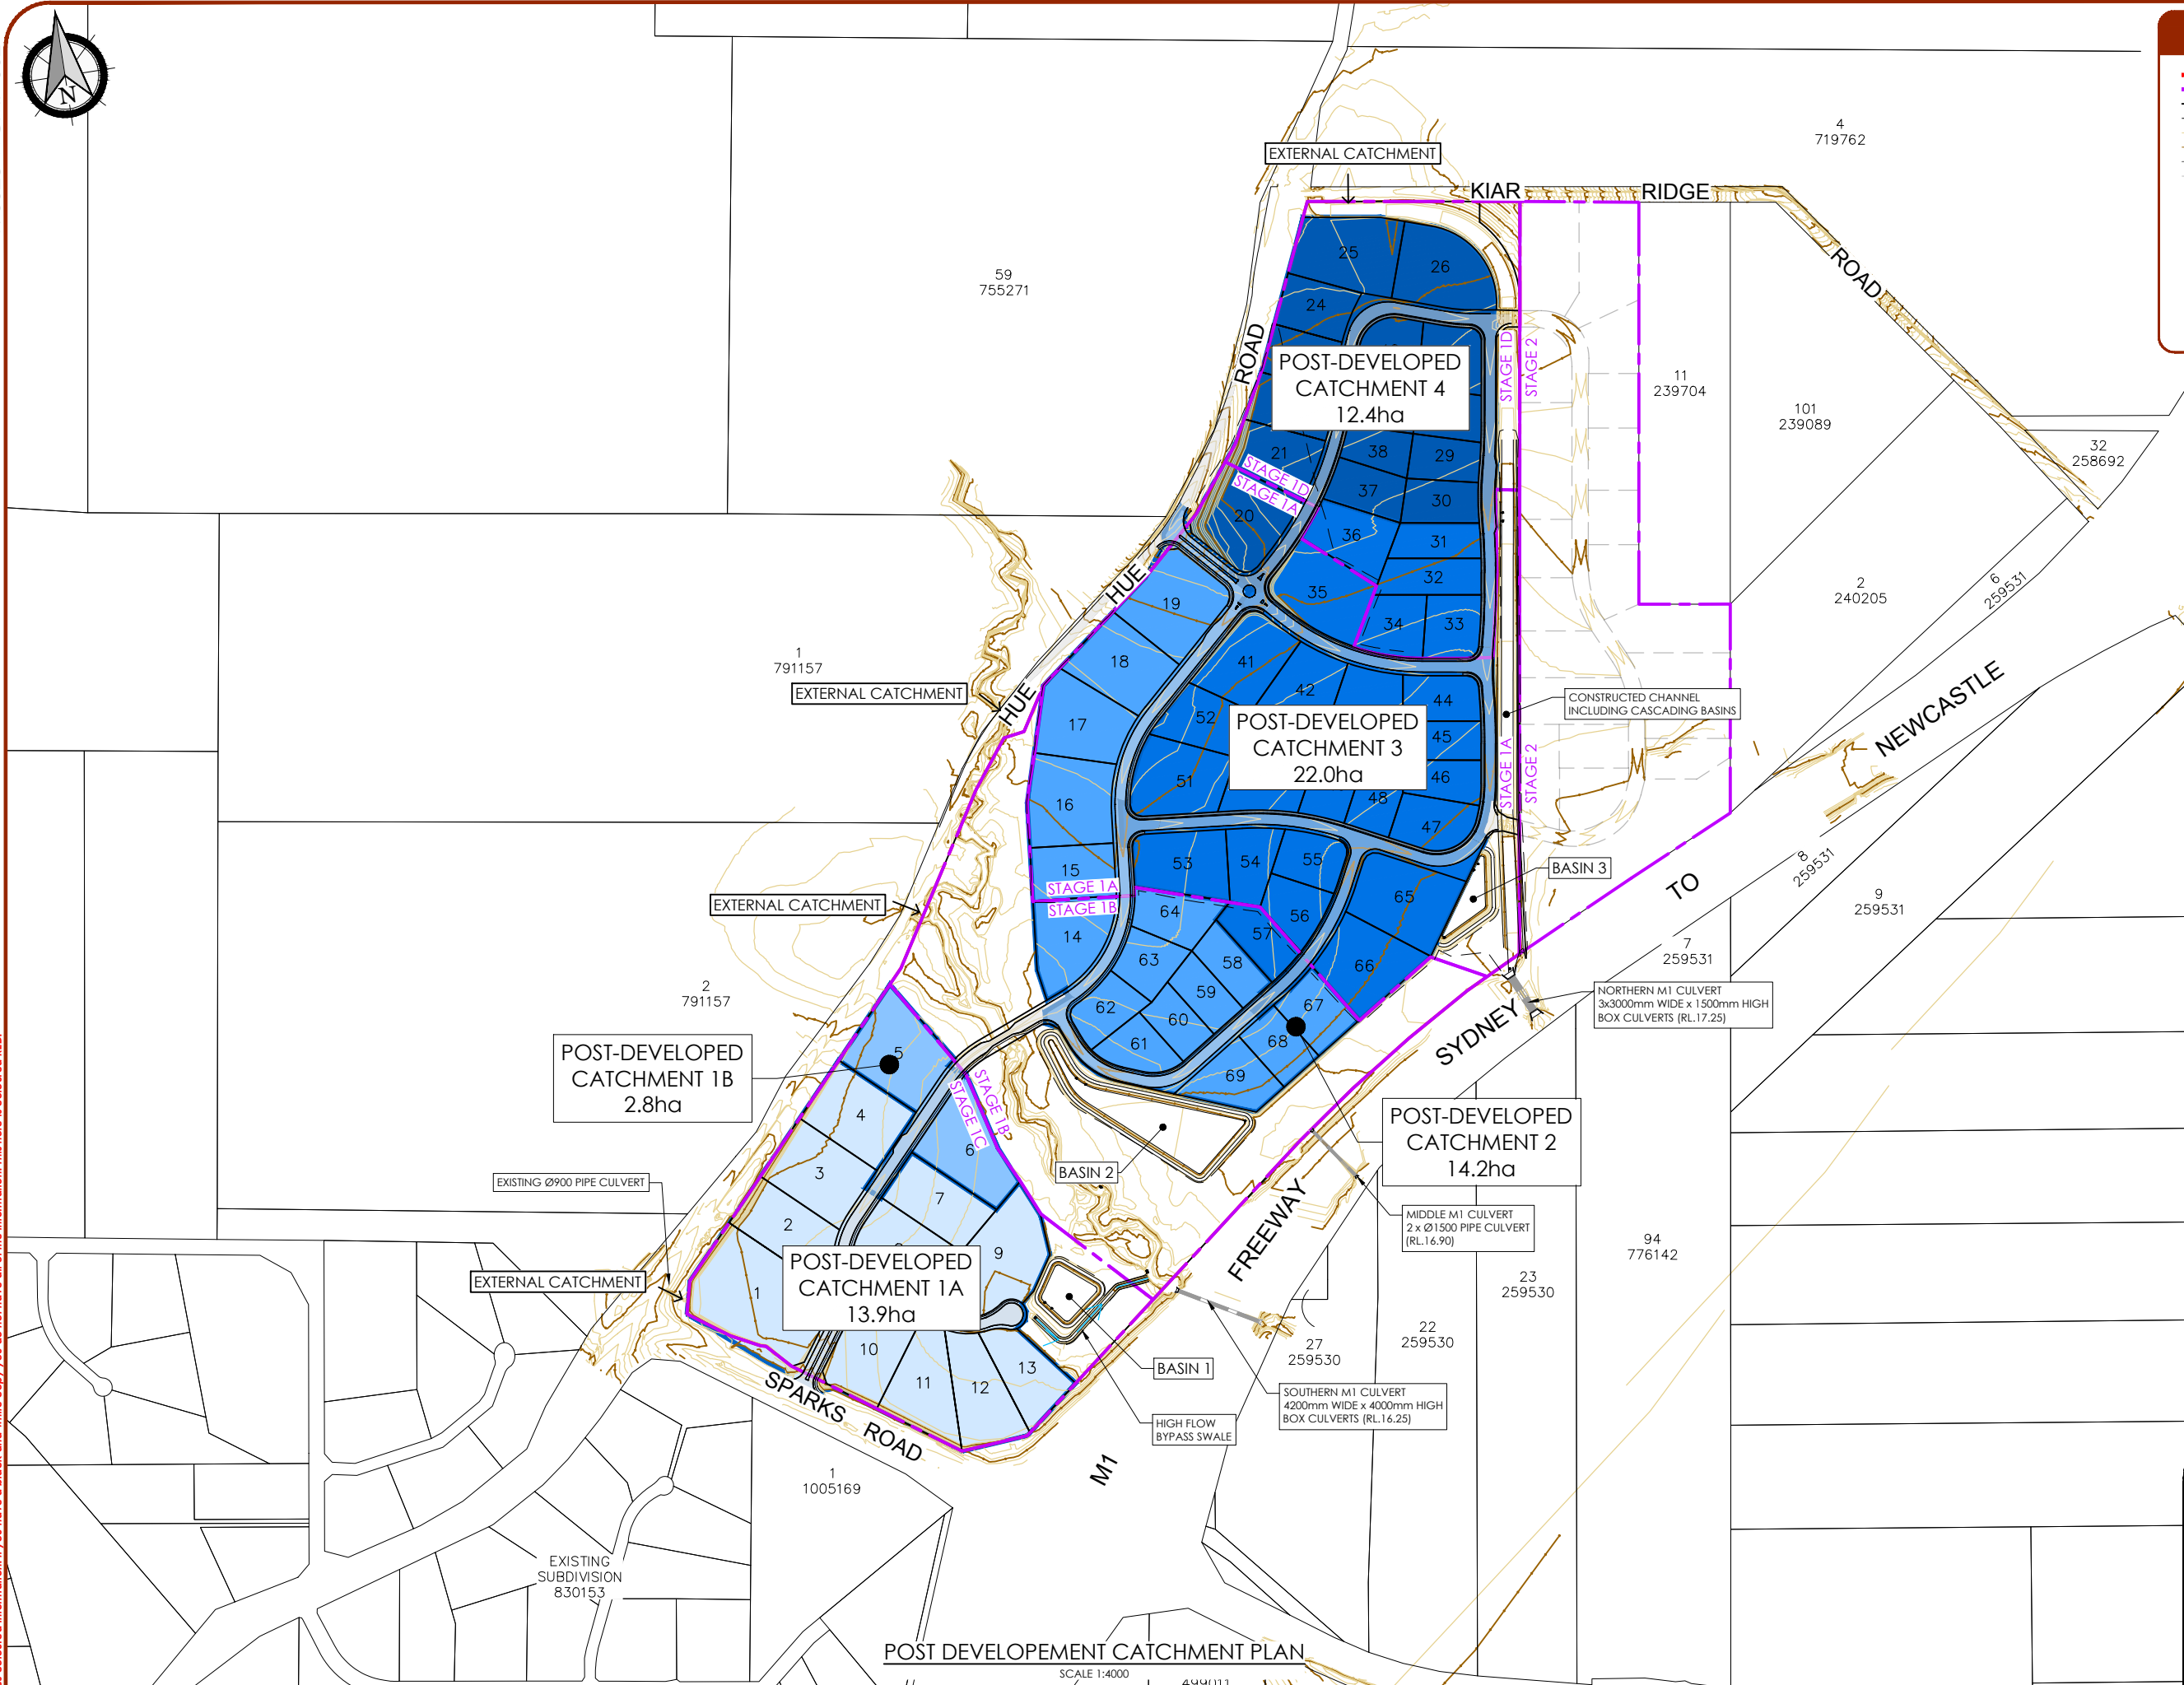 N
EXTERNAL CATCHMENT
KIAR RIDGE
ROAD
4
719762
59
755271
25
26
24
ROAD
POST-DEVELOPED
CATCHMENT 4
12.4ha
STAGE 1D
STAGE 2
11
239704
101
239089
32
258692
21
38
29
STAGE 1D
STAGE 1A
37
30
20
36
31
32
35
34
33
HUE
19
2
240205
6
259531
1
791157
18
41
42
EXTERNAL CATCHMENT
HUE
17
52
44
CONSTRUCTED CHANNEL
INCLUDING CASCADING BASINS
POST-DEVELOPED
CATCHMENT 3
22.0ha
45
46
STAGE 1A
STAGE 2
NEWCASTLE
51
48
16
47
15
53
54
55
BASIN 3
8
259531
TO
STAGE 1A
STAGE 1B
65
9
259531
EXTERNAL CATCHMENT
64
56
14
57
7
259531
63
58
66
2
791157
59
NORTHERN M1 CULVERT
3x3000mm WIDE x 1500mm HIGH
BOX CULVERTS (RL.17.25)
62
60
67
SYDNEY
POST-DEVELOPED
CATCHMENT 1B
2.8ha
5
61
68
69
STAGE 1B
STAGE 1C
4
POST-DEVELOPED
CATCHMENT 2
14.2ha
BASIN 2
3
6
EXISTING Ø900 PIPE CULVERT
7
2
FREEWAY
MIDDLE M1 CULVERT
2 x Ø1500 PIPE CULVERT
(RL.16.90)
94
776142
9
POST-DEVELOPED
CATCHMENT 1A
13.9ha
EXTERNAL CATCHMENT
1
23
259530
22
259530
27
259530
10
11
12
13
BASIN 1
SPARKS ROAD
SOUTHERN M1 CULVERT
4200mm WIDE x 4000mm HIGH
BOX CULVERTS (RL.16.25)
HIGH FLOW
BYPASS SWALE
M1
1
1005169
EXISTING
SUBDIVISION
830153
POST DEVELOPEMENT CATCHMENT PLAN
SCALE 1:4000